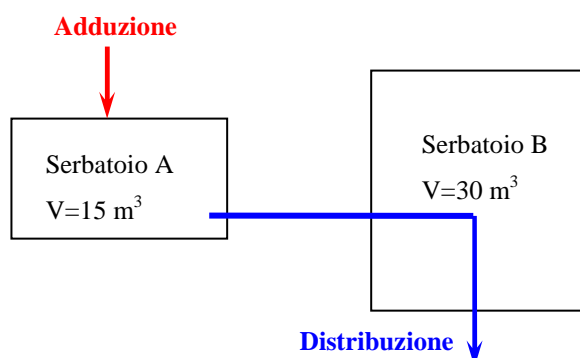 Adduzione
Serbatoio A
V=15 m³
Serbatoio B
V=30 m³
Distribuzione